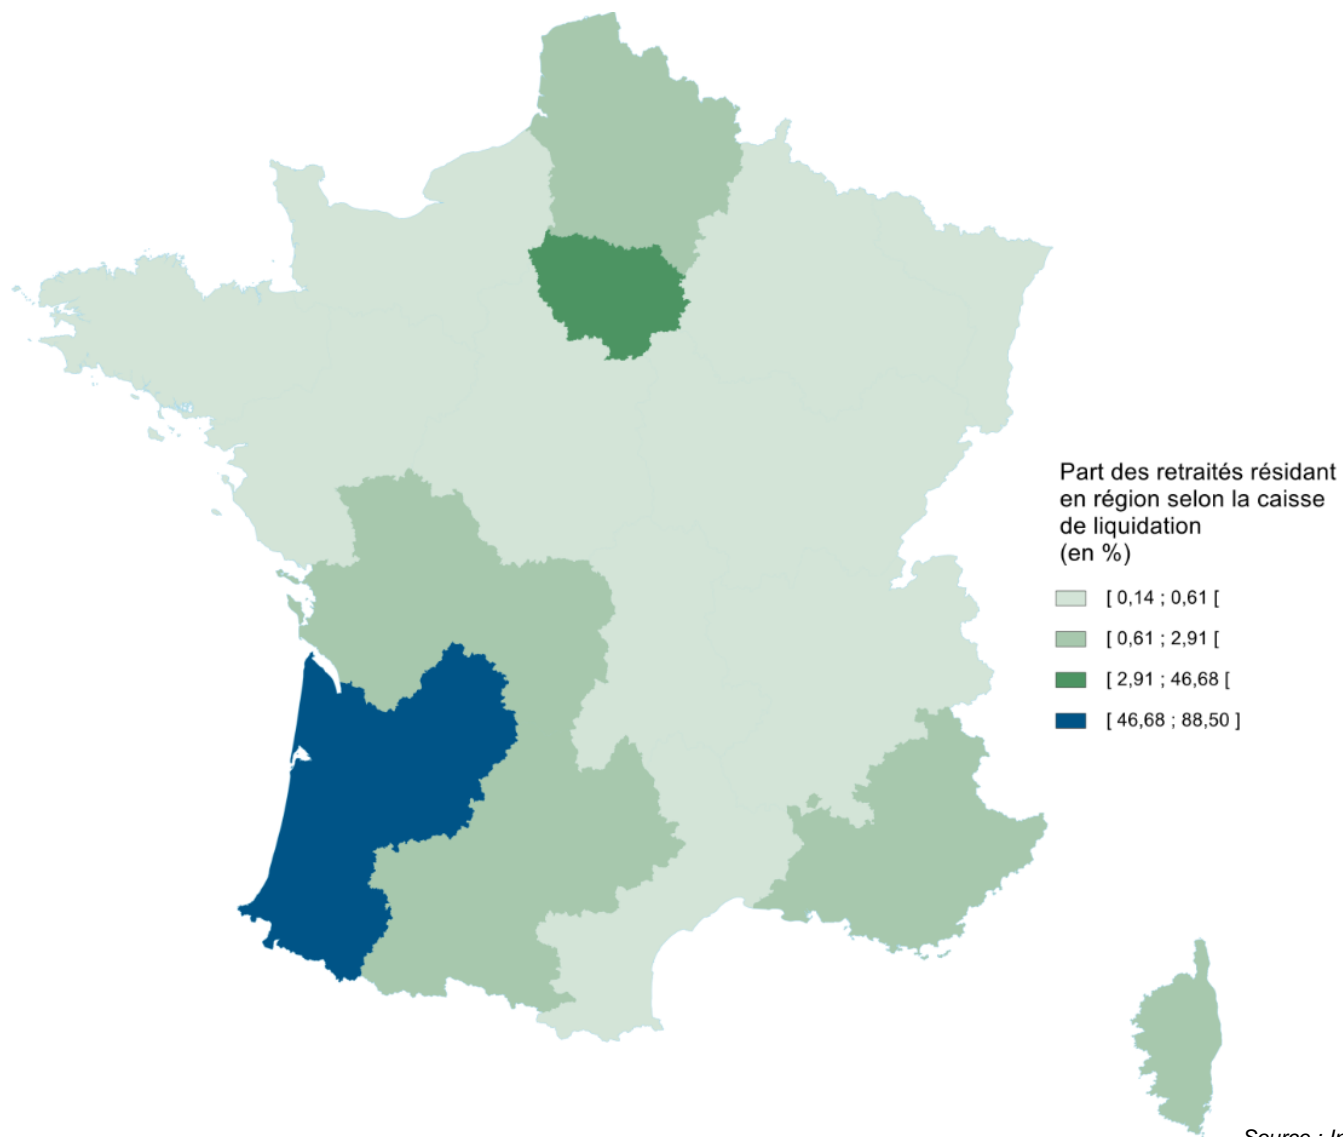 Part des retraités résidant
en région selon la caisse
de liquidation
(en %)
[ 0,14 ; 0,61 [
[ 0,61 ; 2,91 [
[ 2,91 ; 46,68 [
[ 46,68 ; 88,50 ]
Source :